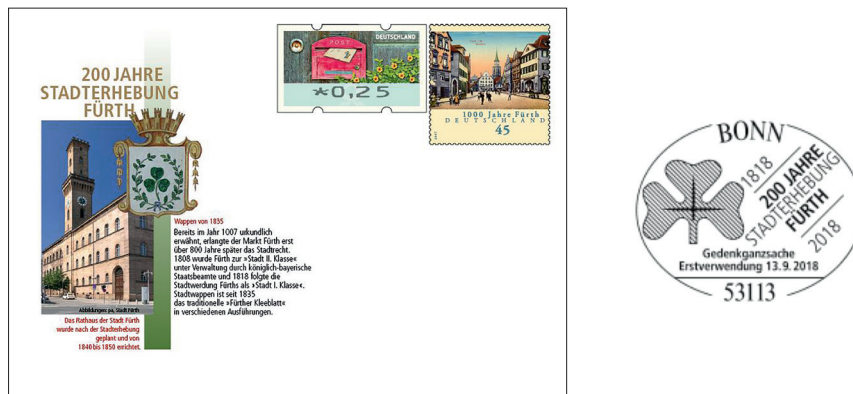 200 JAHRE
STADTERHEBUNG
FÜRTH
POST
DEUTSCHLAND
*0,25
1000 Jahre Fürth
DEUTSCHLAND
45
Wappen von 1835
Bereits im Jahr 1007 urkundlich
erwähnt, erlangte der Markt Fürth erst
über 800 Jahre später das Stadtrecht.
1808 wurde Fürth zur »Stadt II. Klasse«
unter Verwaltung durch königlich-bayerische
Staatsbeamte und 1818 folgte die
Stadtwerdung Fürths als »Stadt I. Klasse«.
Stadtwappen ist seit 1835
das traditionelle »Fürther Kleeblatt«
in verschiedenen Ausführungen.
Abbildungen: pa, Stadt Fürth
Das Rathaus der Stadt Fürth
wurde nach der Stadterhebung
geplant und von
1840 bis 1850 errichtet.
BONN
1818
200 JAHRE
STADTERHEBUNG
FÜRTH
2018
Gedenkganzsache
Erstverwendung 13.9.2018
53113